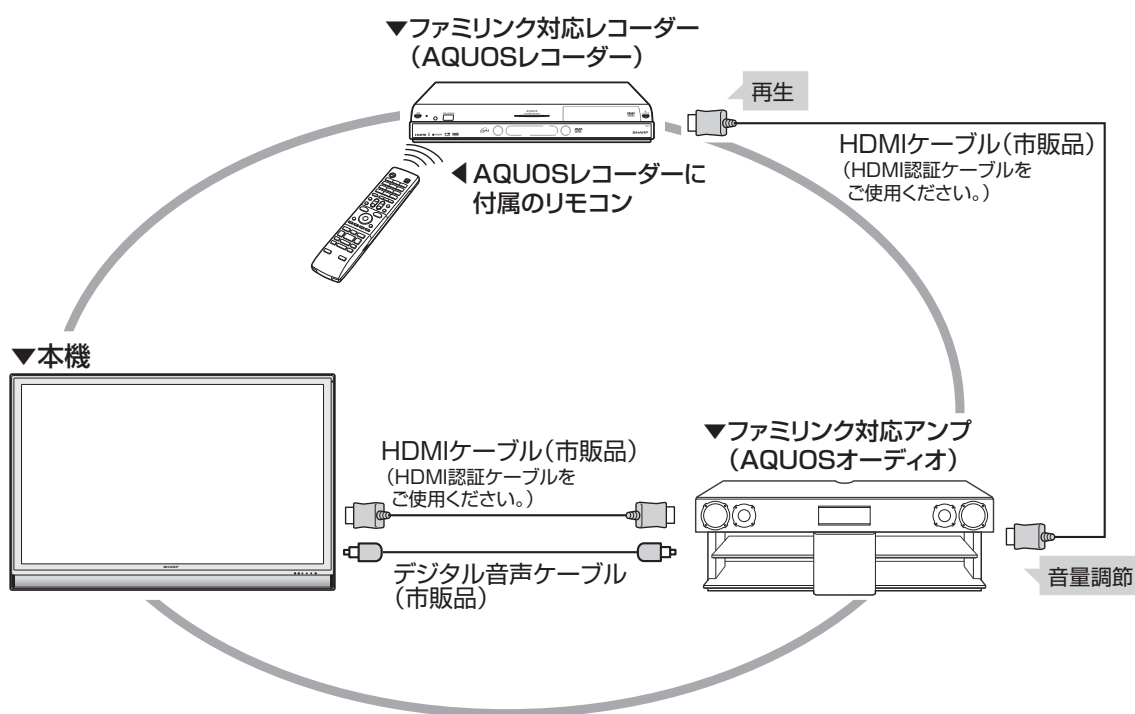 ▼ファミリンク対応レコーダー
（AQUOSレコーダー）
再生
HDMIケーブル（市販品）
（HDMI認証ケーブルを
ご使用ください。）
◀AQUOSレコーダーに
付属のリモコン
SHARP
▼本機
SHARP
HDMIケーブル（市販品）
（HDMI認証ケーブルを
ご使用ください。）
デジタル音声ケーブル
（市販品）
▼ファミリンク対応アンプ
（AQUOSオーディオ）
音量調節